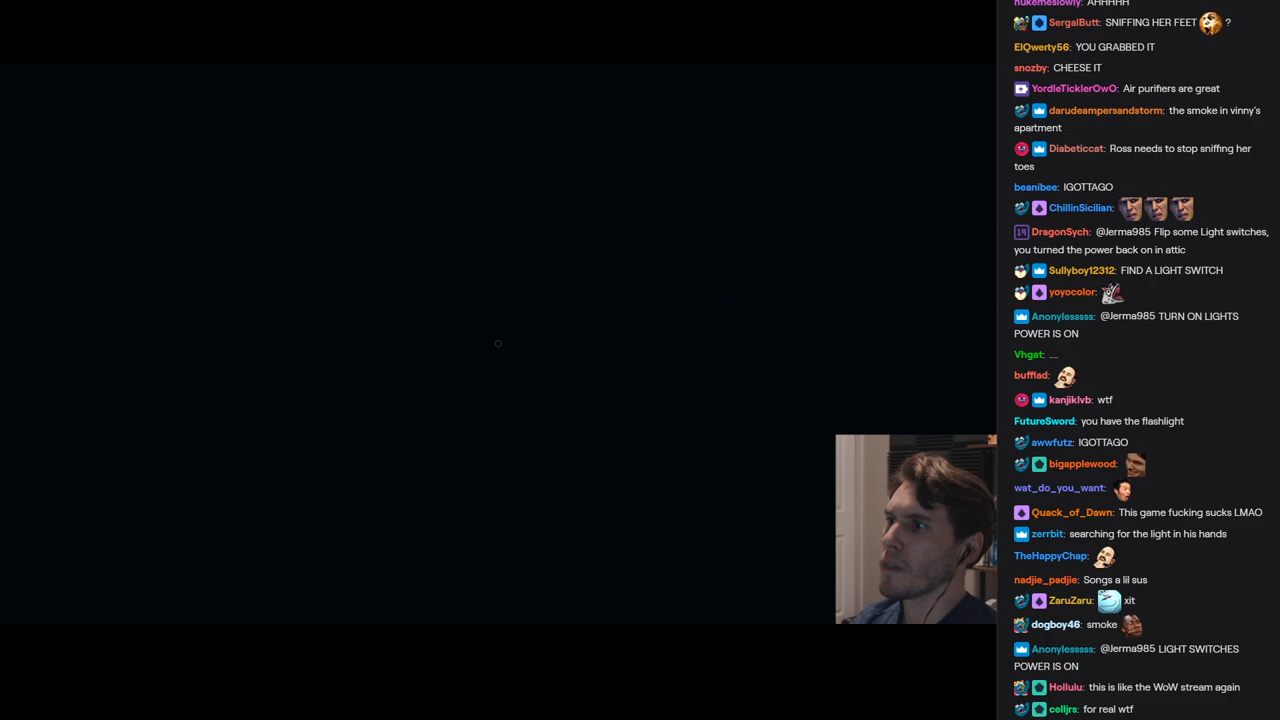 nukemeslowly: AHHHHH
SergalButt: SNIFFING HER FEET ?
ElQwerty56: YOU GRABBED IT
snozby: CHEESE IT
YordleTicklerOwO: Air purifiers are great
darudeampersandstorm: the smoke in vinny's
apartment
Diabeticcat: Ross needs to stop sniffing her
toes
beanibee: IGOTTAGO
ChillinSicilian:
19 DragonSych: @Jerma985 Flip some Light switches,
you turned the power back on in attic
Sullyboy12312: FIND A LIGHT SWITCH
yoyocolor:
Anonylesssss: @Jerma985 TURN ON LIGHTS
POWER IS ON
Vhgat: ....
bufflad:
kanjiklvb: wtf
FutureSword: you have the flashlight
awwfutz: IGOTTAGO
bigapplewood:
wat_do_you_want:
Quack_of_Dawn: This game fucking sucks LMAO
zerrbit: searching for the light in his hands
TheHappyChap:
nadjie_padjie: Songs a lil sus
ZaruZaru: xit
dogboy46: smoke
Anonylesssss: @Jerma985 LIGHT SWITCHES
POWER IS ON
Hollulu: this is like the WoW stream again
celljrs: for real wtf